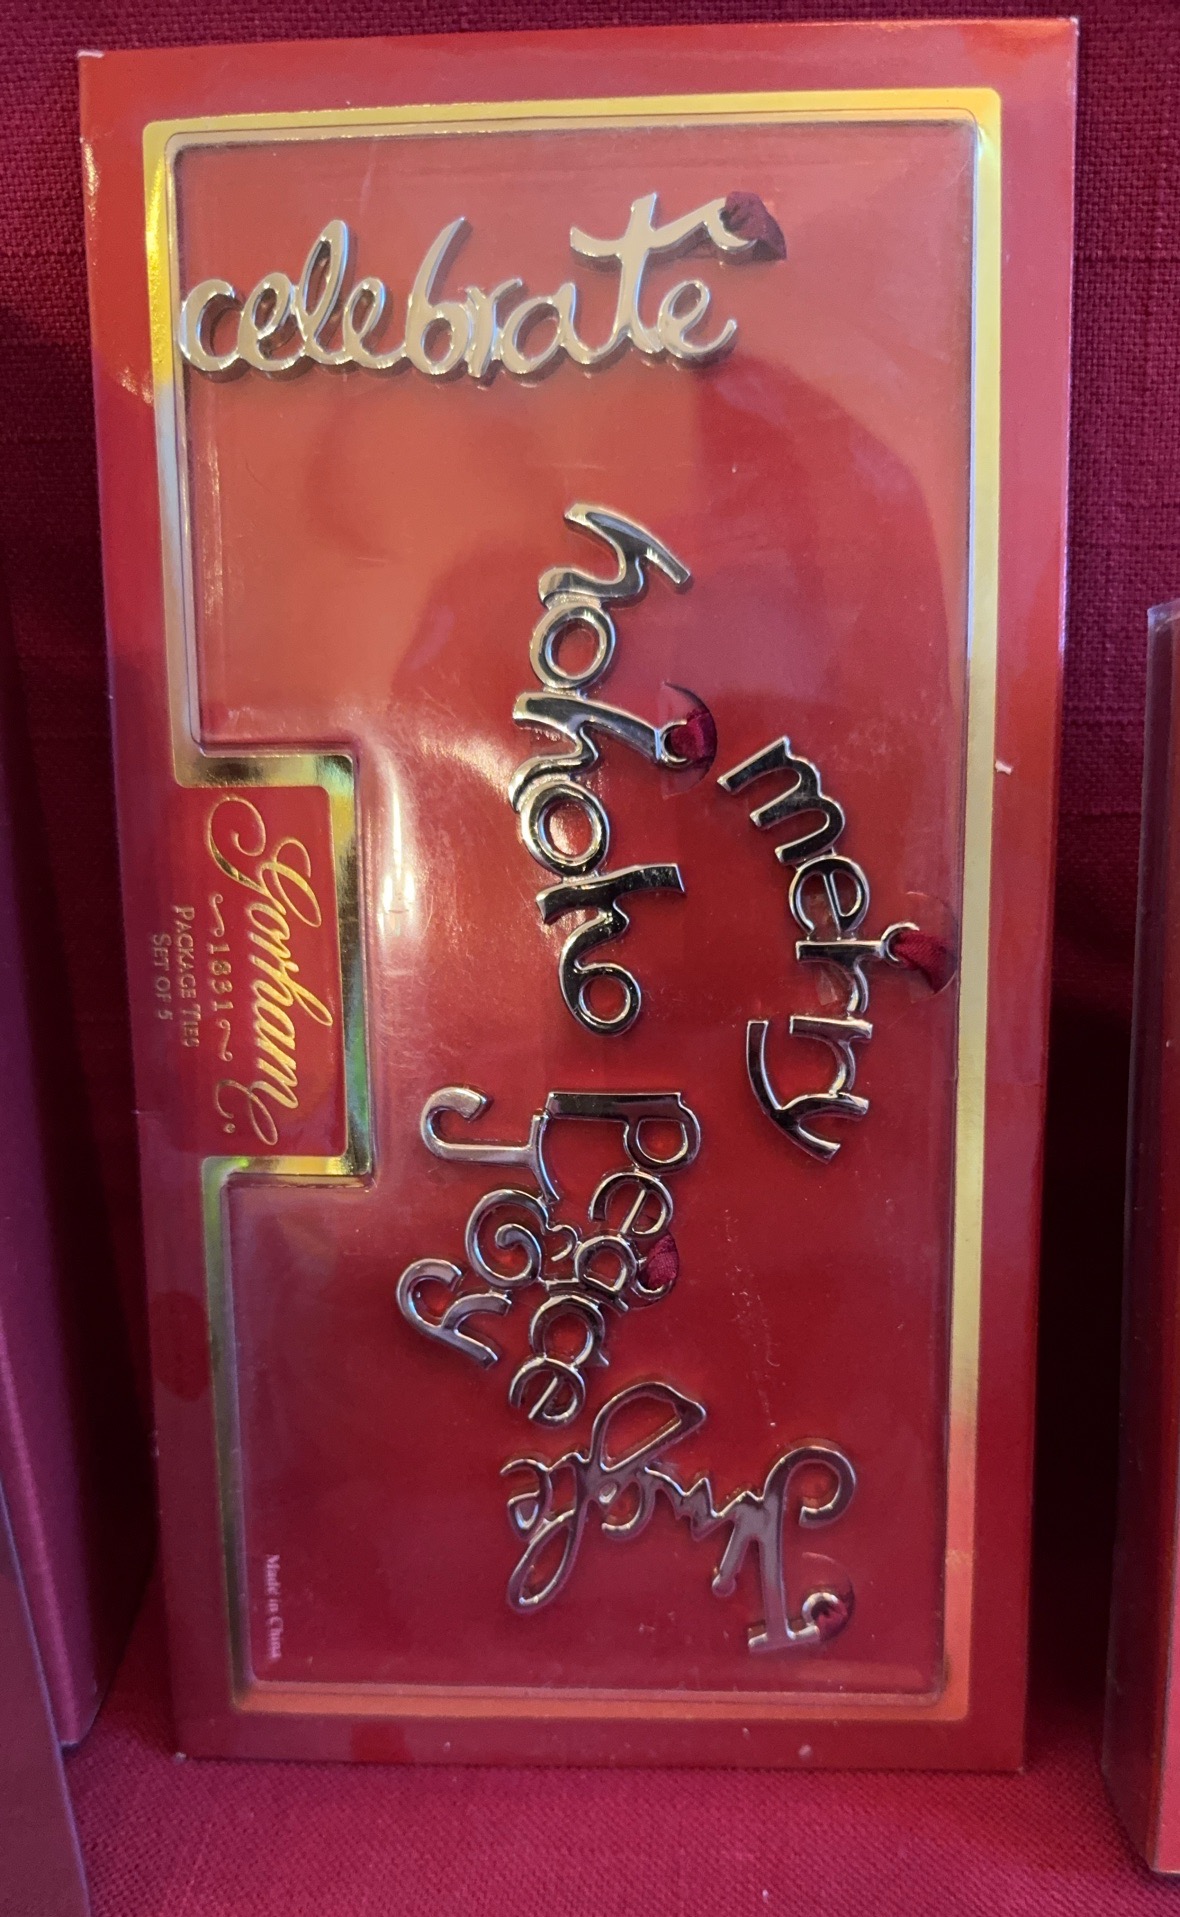 celebrate
hohoho
merry
peace
Joy
Jingle
Gorham
1831
PACKAGE TIES
SET OF 5
Made in China